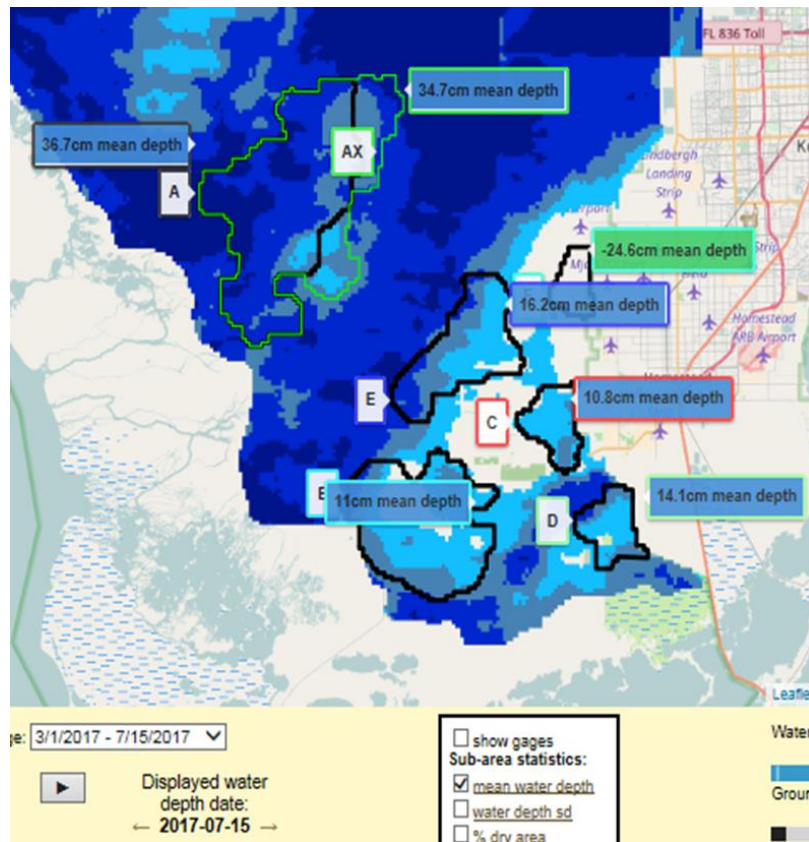 FL 836 Toll
34.7cm mean depth
36.7cm mean depth
AX
A
Landing
Strip
-24.6cm mean depth
Strip
16.2cm mean depth
Homestead
ARB Airport
E
10.8cm mean depth
C
11cm mean depth
14.1cm mean depth
D
Leafle
3/1/2017 - 7/15/2017
Displayed water
depth date:
← 2017-07-15 →
show gages
Sub-area statistics:
mean water depth
water depth sd
% dry area
Water
Groun